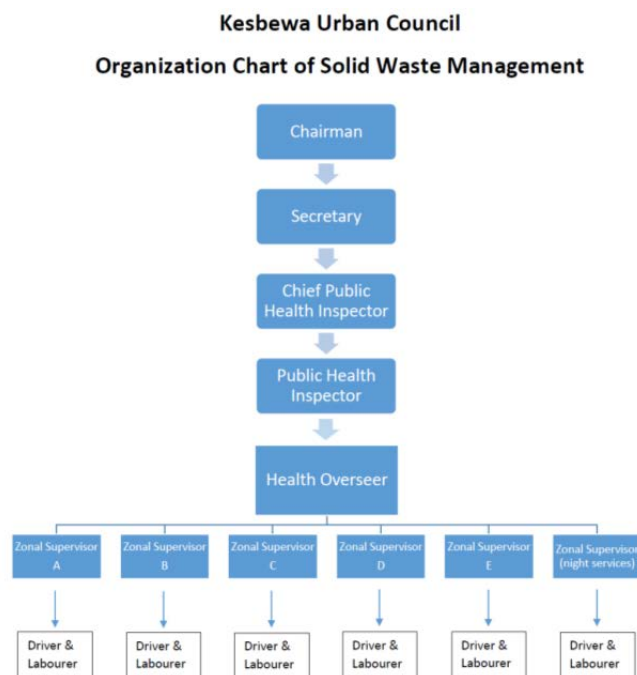 Kesbewa Urban Council
Organization Chart of Solid Waste Management
Chairman
Secretary
Chief Public
Health Inspector
Public Health
Inspector
Health Overseer
Zonal Supervisor
A
Zonal Supervisor
B
Zonal Supervisor
C
Zonal Supervisor
D
Zonal Supervisor
E
Zonal Supervisor
(night services)
Driver &
Labourer
Driver &
Labourer
Driver &
Labourer
Driver &
Labourer
Driver &
Labourer
Driver &
Labourer